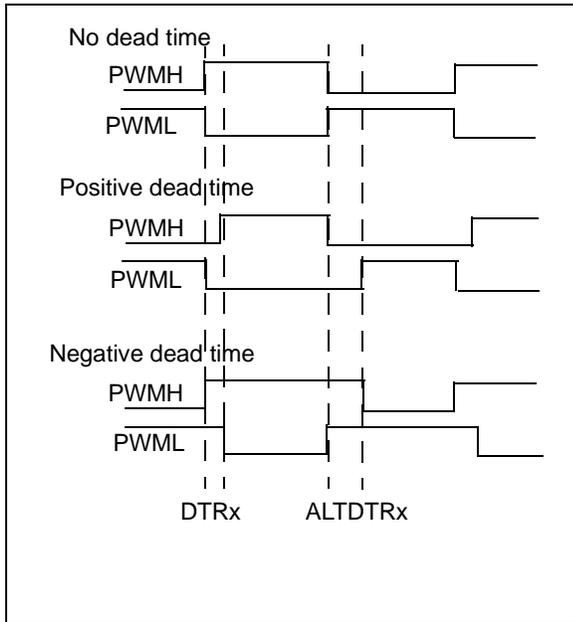 No dead time
PWMH
PWML
Positive dead time
PWMH
PWML
Negative dead time
PWMH
PWML
DTRx ALTDTRx